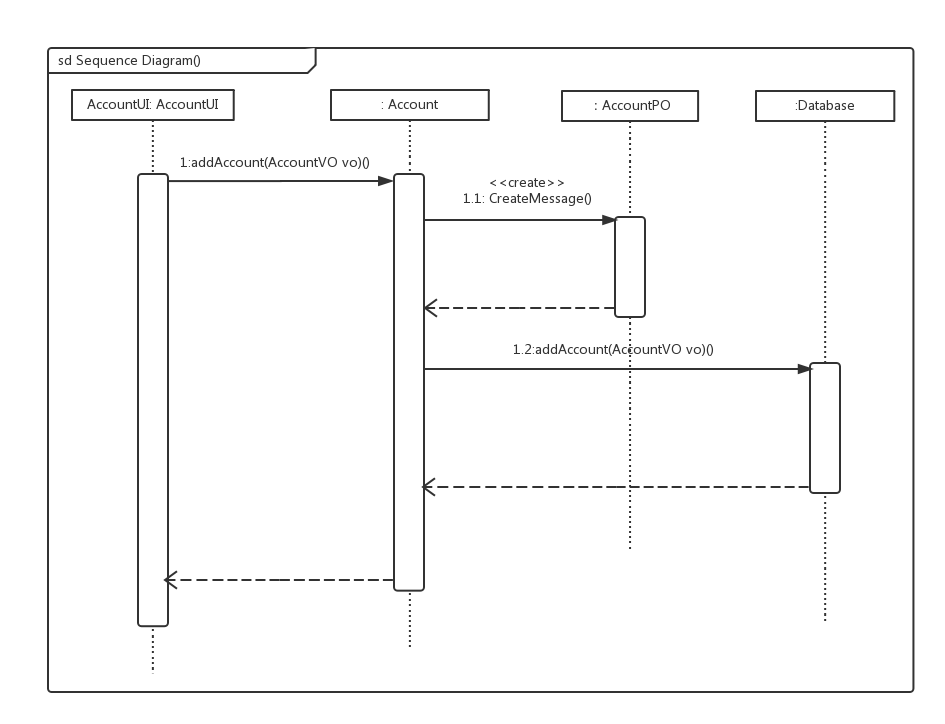 sd Sequence Diagram()
AccountUI: AccountUI
: Account
: AccountPO
:Database
1:addAccount(AccountVO vo)()
<<create>>
1.1: CreateMessage()
1.2:addAccount(AccountVO vo)()